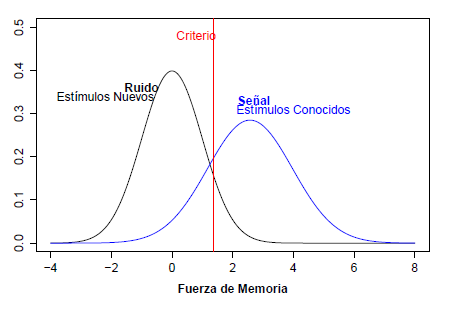 0.5
0.4
0.3
0.2
0.1
0.0
Criterio
Ruido
Estímulos Nuevos
Señal
Estimulos Conocidos
−4
−2
0
2
4
6
8
Fuerza de Memoria